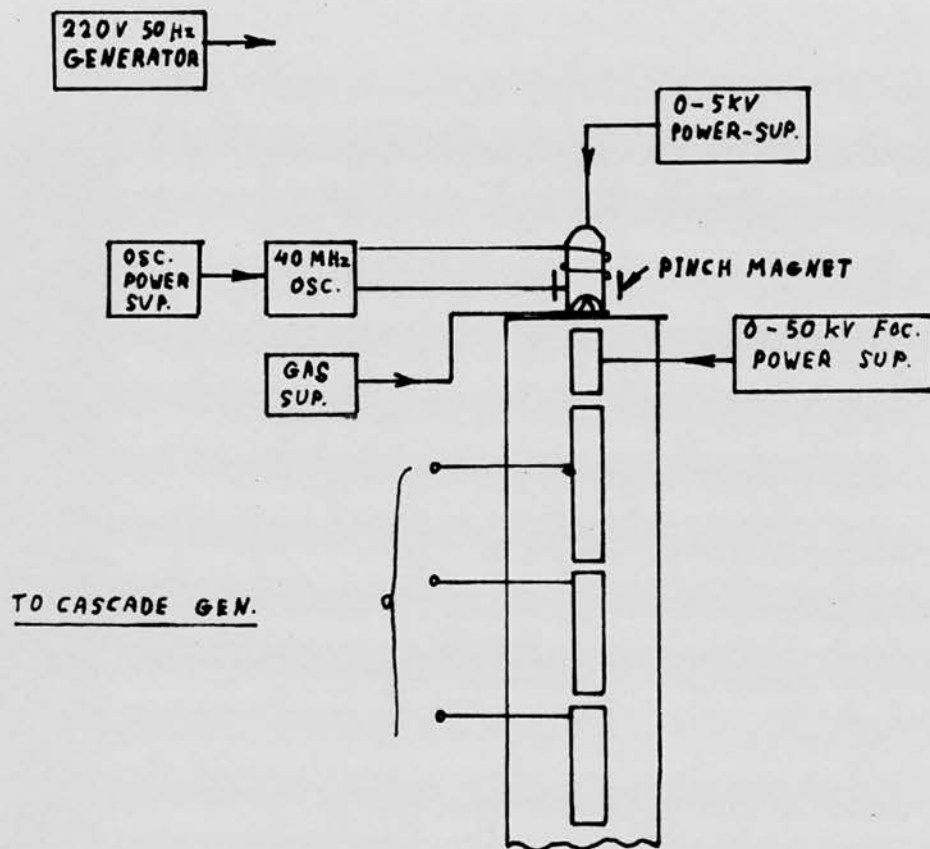 220V 50Hz
GENERATOR
0-5KV
POWER-SUP.
OSC.
POWER
SUP.
40 MHz
OSC.
PINCH MAGNET
0-50 kV FOC.
POWER SUP.
GAS
SUP.
TO CASCADE GEN.